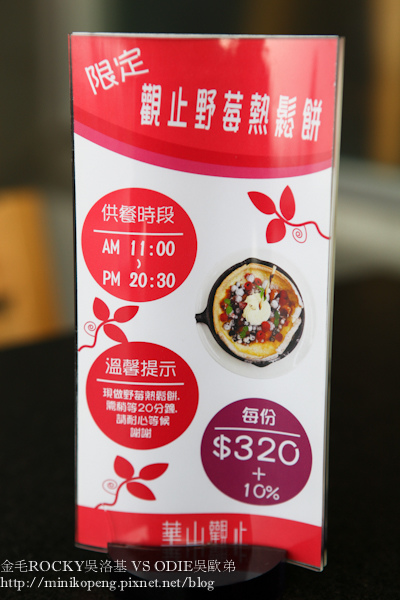 限定
觀止野莓熱鬆餅
供餐時段
AM 11:00
PM 20:30
溫馨提示
現做野莓熱鬆餅,
需稍等20分鐘,
請耐心等候
謝謝
每份
$320
+
10%
華山觀止
金毛ROCKY吳洛基 VS ODIE吳歐弟
http://minikopeng.pixnet.net/blog